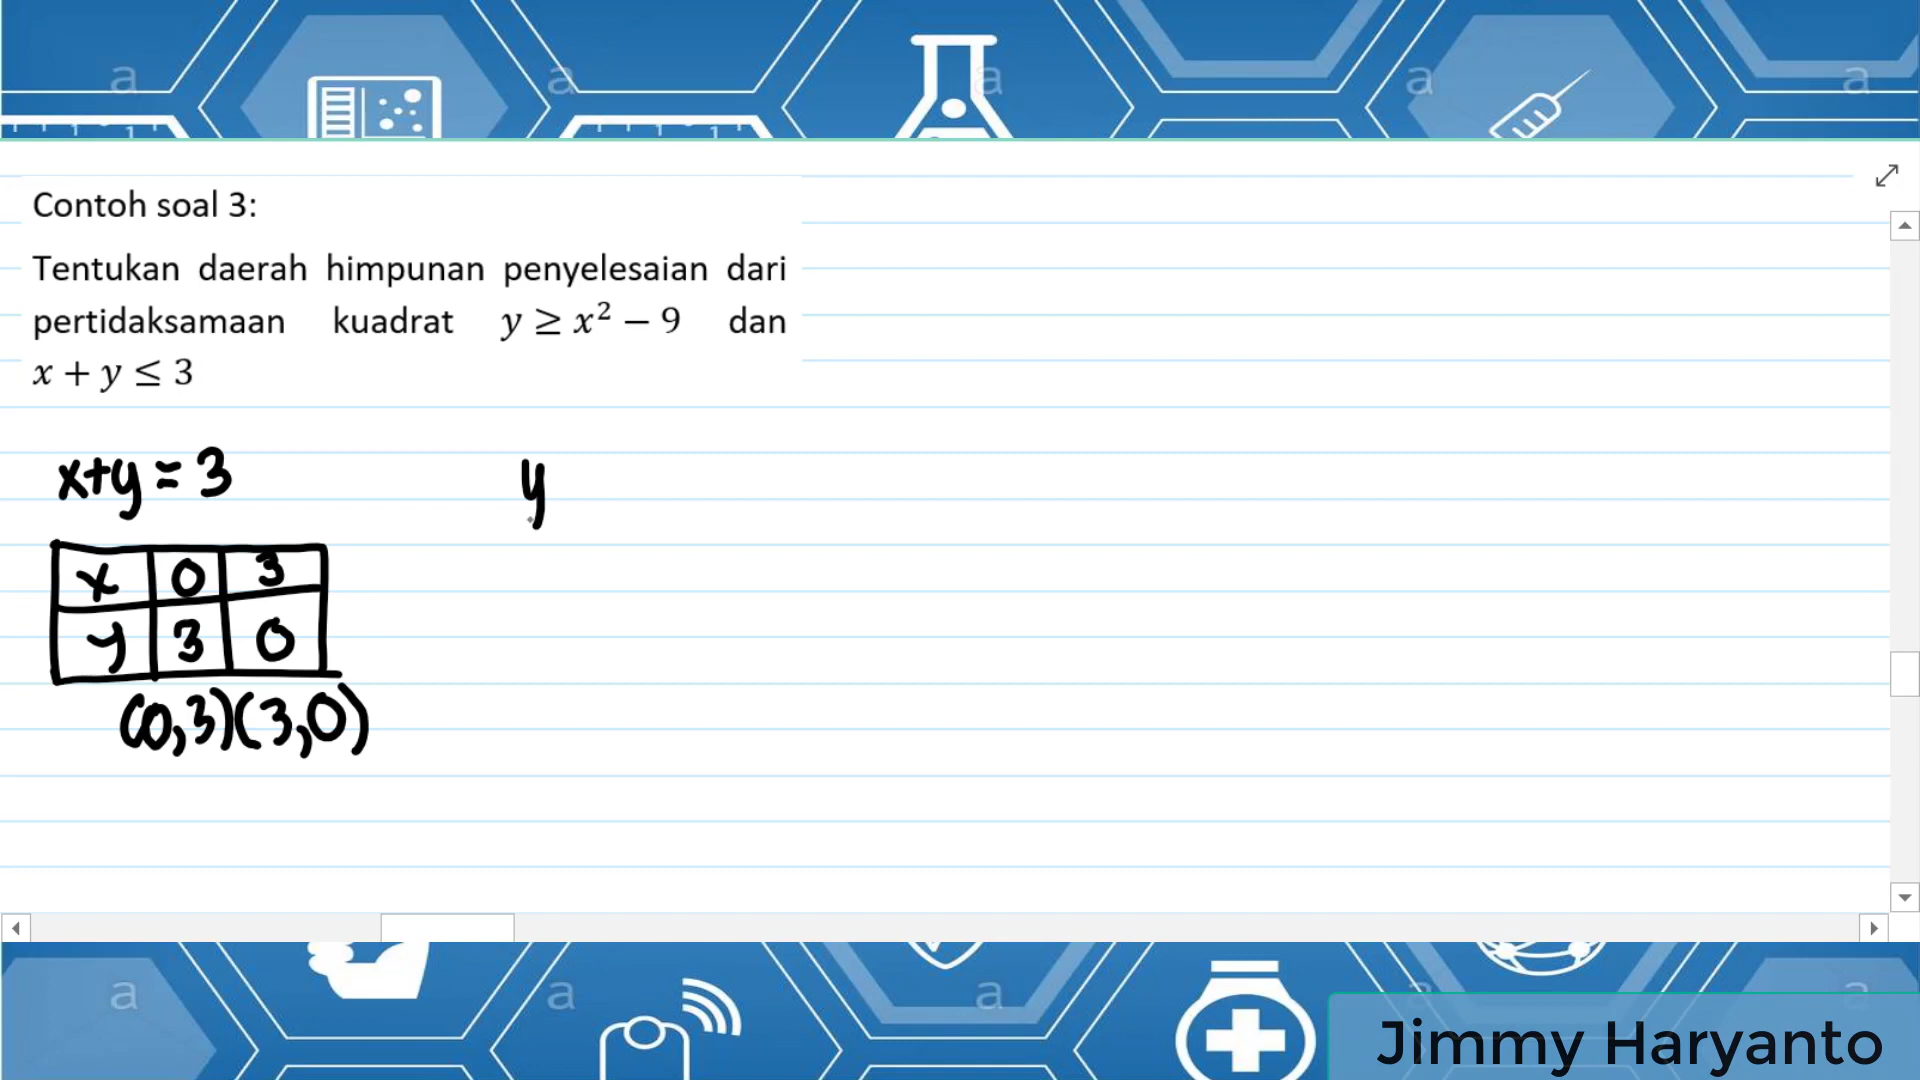 Contoh soal 3:
Tentukan daerah himpunan penyelesaian dari
pertidaksamaan kuadrat y ≥ x² − 9 dan
x + y ≤ 3
x+y = 3
y
x 0 3
y 3 0
(0,3)(3,0)
Jimmy Haryanto